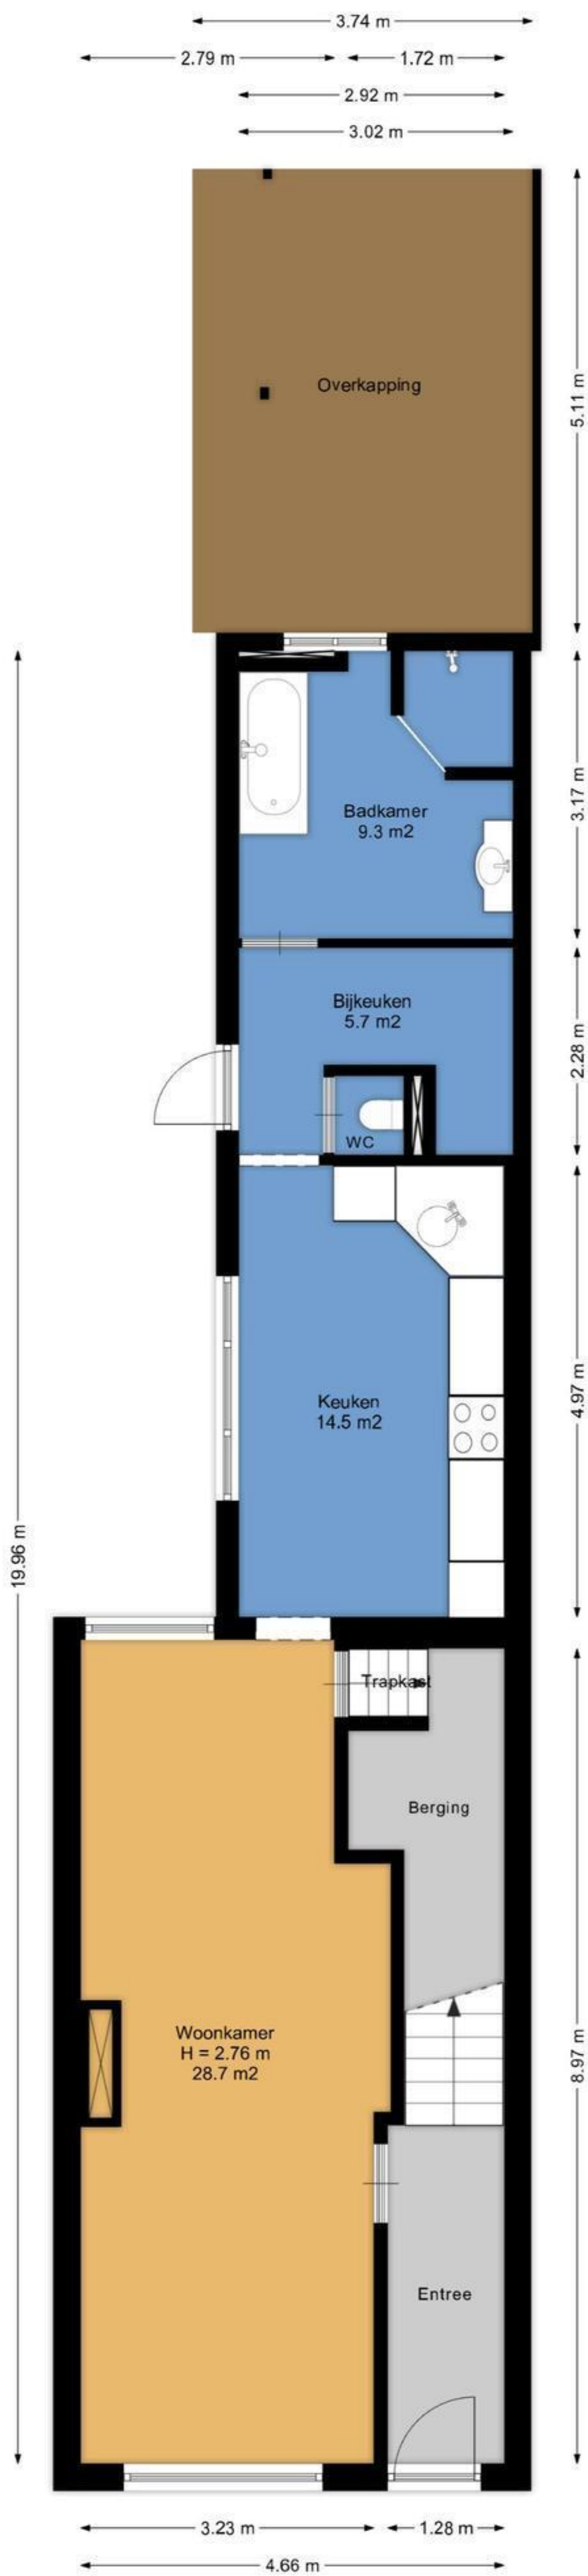 3.74 m
2.79 m
1.72 m
2.92 m
3.02 m
Overkapping
5.11 m
Badkamer
9.3 m2
3.17 m
Bijkeuken
5.7 m2
2.28 m
WC
Keuken
14.5 m2
4.97 m
19.96 m
Trapkast
Berging
Woonkamer
H = 2.76 m
28.7 m2
8.97 m
Entree
3.23 m
1.28 m
4.66 m